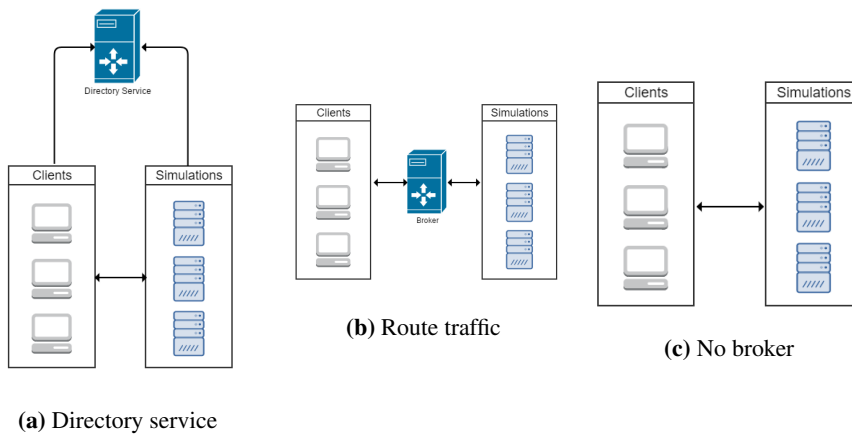 Directory Service
Clients
Simulations
(a) Directory service
Clients
Simulations
Broker
(b) Route traffic
Clients
Simulations
(c) No broker